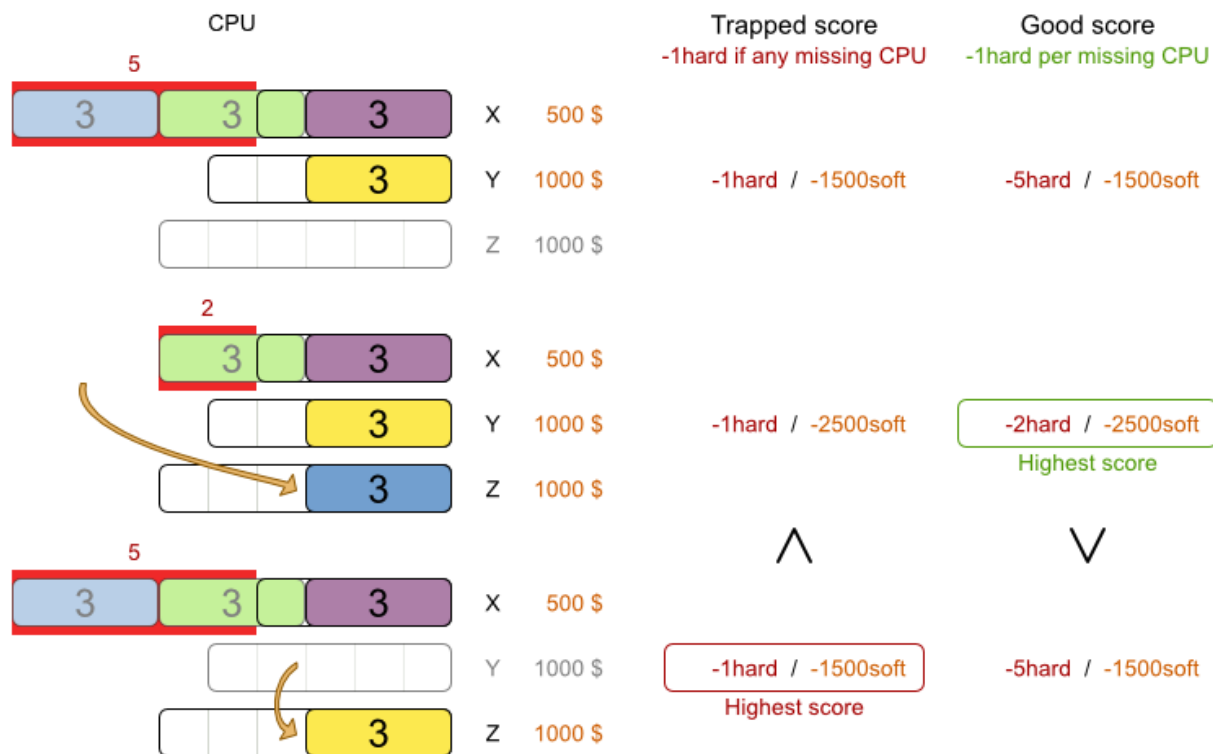 CPU Trapped score Good score
-1hard if any missing CPU -1hard per missing CPU
5
3 3 3 X 500 $
3 Y 1000 $ -1hard / -1500soft -5hard / -1500soft
Z 1000 $
2
3 3 X 500 $
3 Y 1000 $ -1hard / -2500soft -2hard / -2500soft
Highest score
3 Z 1000 $
5
3 3 3 X 500 $
Y 1000 $ -1hard / -1500soft -5hard / -1500soft
Highest score
3 Z 1000 $